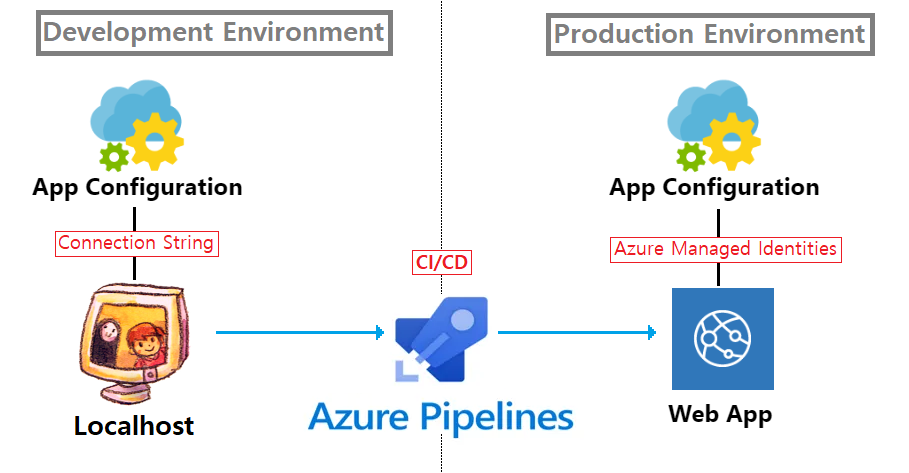 Development Environment
Production Environment
App Configuration
App Configuration
Connection String
Azure Managed Identities
CI/CD
Localhost
Azure Pipelines
Web App